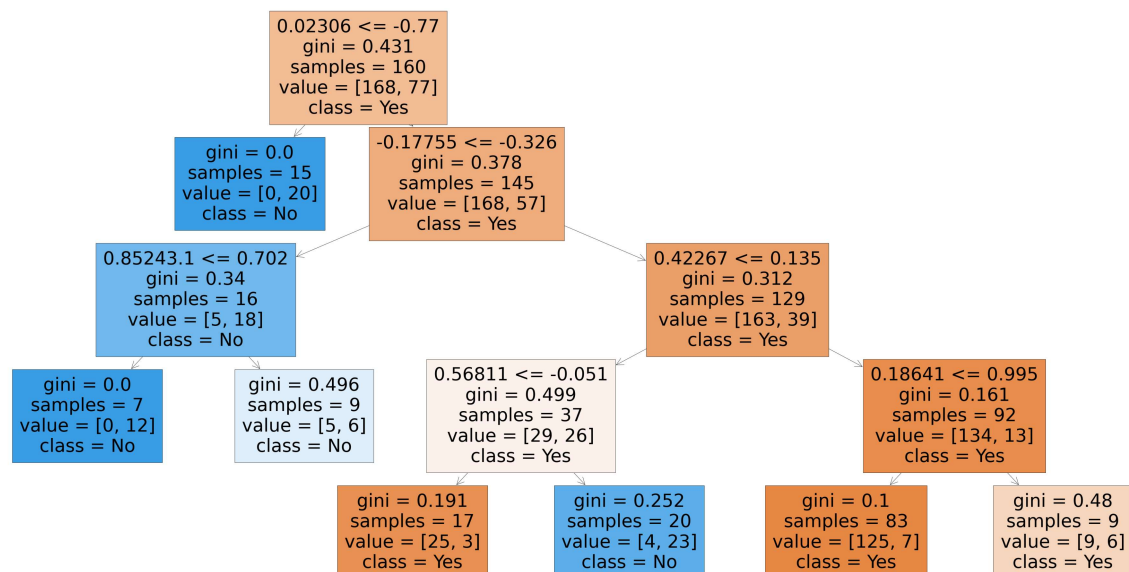 0.02306 <= -0.77
gini = 0.431
samples = 160
value = [168, 77]
class = Yes
gini = 0.0
samples = 15
value = [0, 20]
class = No
-0.17755 <= -0.326
gini = 0.378
samples = 145
value = [168, 57]
class = Yes
0.85243.1 <= 0.702
gini = 0.34
samples = 16
value = [5, 18]
class = No
0.42267 <= 0.135
gini = 0.312
samples = 129
value = [163, 39]
class = Yes
gini = 0.0
samples = 7
value = [0, 12]
class = No
gini = 0.496
samples = 9
value = [5, 6]
class = No
0.56811 <= -0.051
gini = 0.499
samples = 37
value = [29, 26]
class = Yes
0.18641 <= 0.995
gini = 0.161
samples = 92
value = [134, 13]
class = Yes
gini = 0.191
samples = 17
value = [25, 3]
class = Yes
gini = 0.252
samples = 20
value = [4, 23]
class = No
gini = 0.1
samples = 83
value = [125, 7]
class = Yes
gini = 0.48
samples = 9
value = [9, 6]
class = Yes